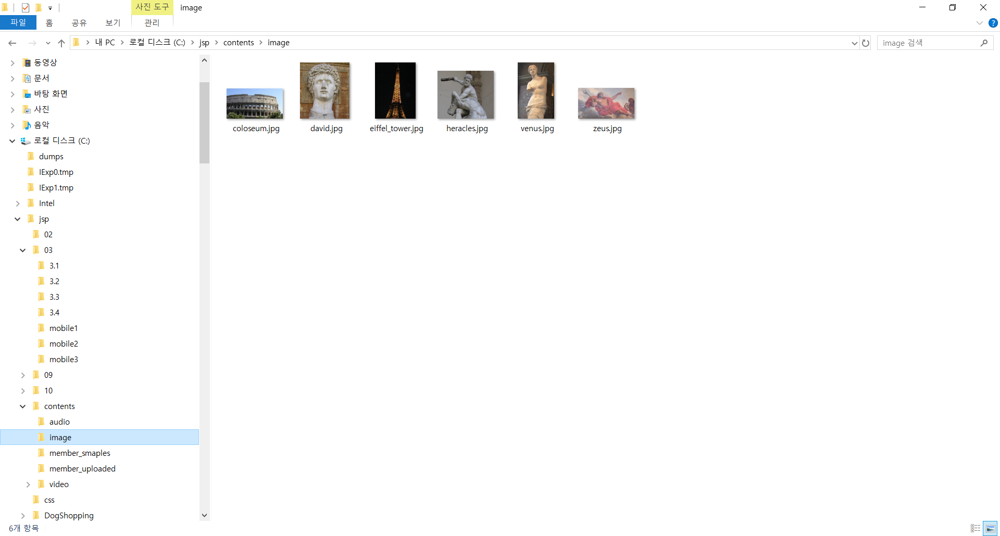 사진 도구
image
파일
홈
공유
보기
관리
내 PC
로컬 디스크 (C:)
jsp
contents
image
image 검색
동영상
문서
바탕 화면
사진
음악
로컬 디스크 (C:)
dumps
IExp0.tmp
IExp1.tmp
Intel
jsp
02
03
3.1
3.2
3.3
3.4
mobile1
mobile2
mobile3
09
10
contents
audio
image
member_smaples
member_uploaded
video
css
DogShopping
coloseum.jpg
david.jpg
eiffel_tower.jpg
heracles.jpg
venus.jpg
zeus.jpg
6개 항목